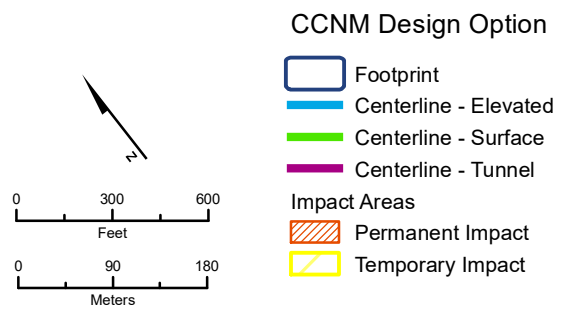 CCNM Design Option
Footprint
Centerline - Elevated
Centerline - Surface
Centerline - Tunnel
Impact Areas
Permanent Impact
Temporary Impact
N
0 300 600
Feet
0 90 180
Meters